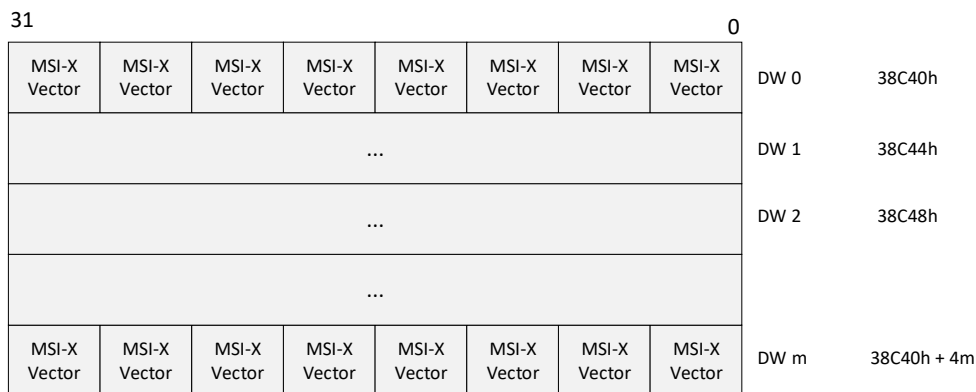 31 0
MSI-X MSI-X MSI-X MSI-X MSI-X MSI-X MSI-X MSI-X
Vector Vector Vector Vector Vector Vector Vector Vector
DW 0 38C40h
... DW 1 38C44h
... DW 2 38C48h
...
MSI-X MSI-X MSI-X MSI-X MSI-X MSI-X MSI-X MSI-X
Vector Vector Vector Vector Vector Vector Vector Vector
DW m 38C40h + 4m